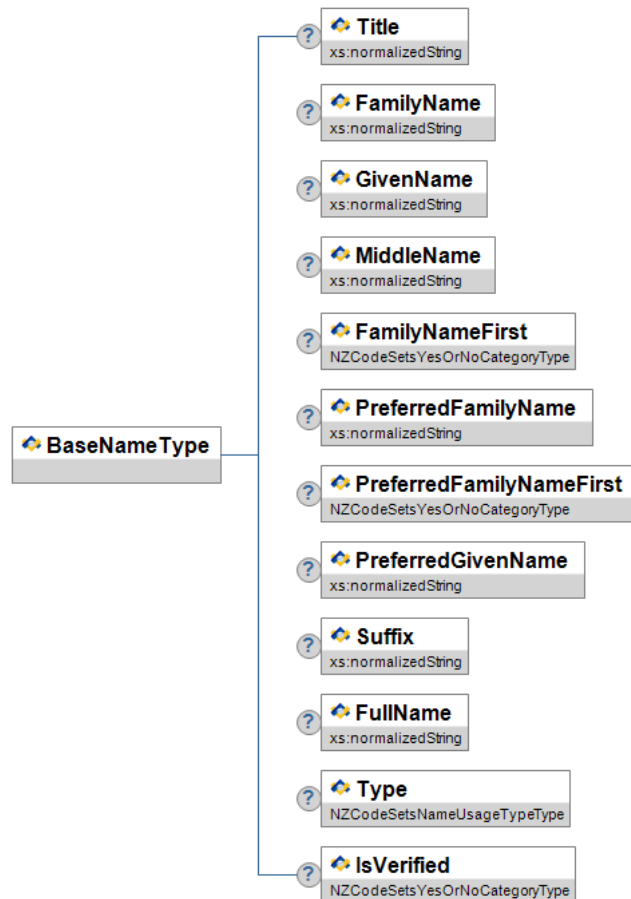 ?
Title
xs:normalizedString
?
FamilyName
xs:normalizedString
?
GivenName
xs:normalizedString
?
MiddleName
xs:normalizedString
?
FamilyNameFirst
NZCodeSetsYesOrNoCategoryType
?
PreferredFamilyName
xs:normalizedString
BaseNameType
?
PreferredFamilyNameFirst
NZCodeSetsYesOrNoCategoryType
?
PreferredGivenName
xs:normalizedString
?
Suffix
xs:normalizedString
?
FullName
xs:normalizedString
?
Type
NZCodeSetsNameUsageTypeType
?
IsVerified
NZCodeSetsYesOrNoCategoryType